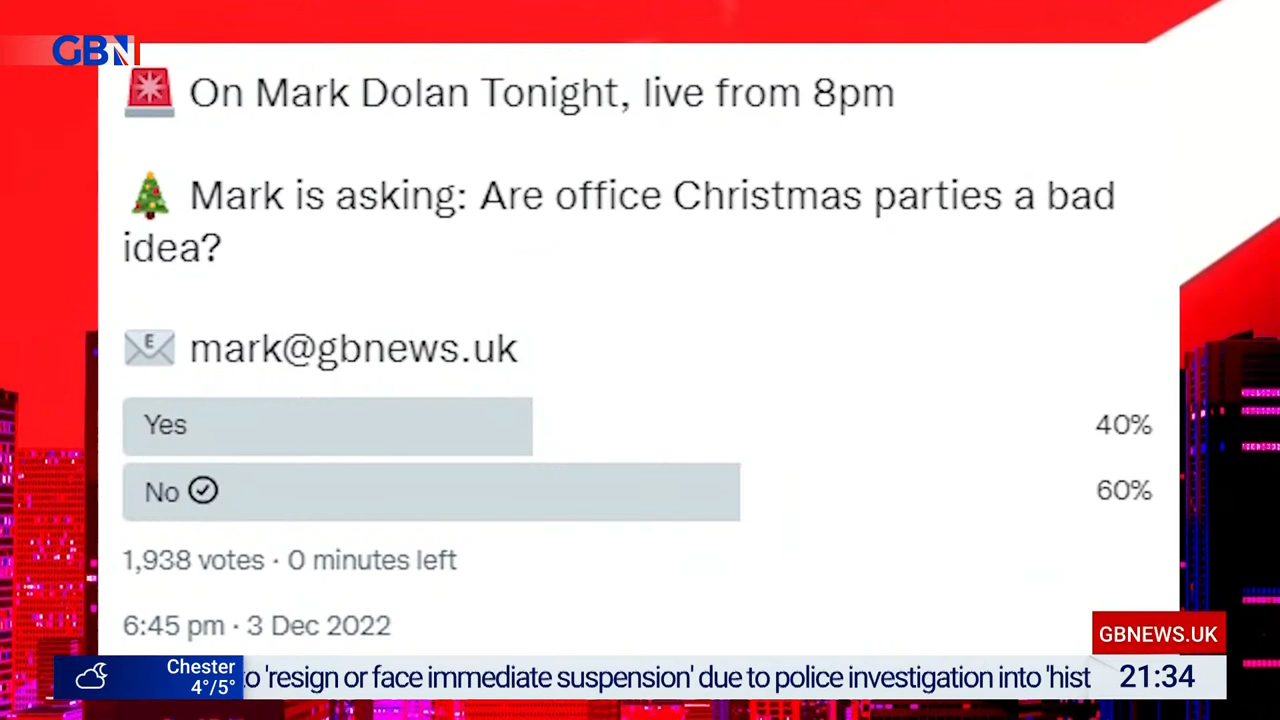 GBN
On Mark Dolan Tonight, live from 8pm
Mark is asking: Are office Christmas parties a bad
idea?
E
mark@gbnews.uk
Yes 40%
No 60%
1,938 votes · 0 minutes left
6:45 pm · 3 Dec 2022
GBNEWS.UK
Chester
4°/5°
to 'resign or face immediate suspension' due to police investigation into 'hist
21:34